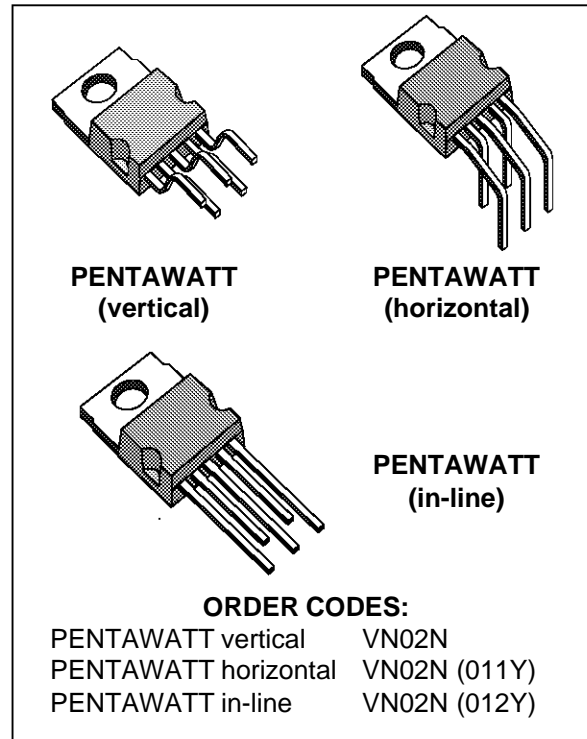 PENTAWATT
(vertical)
PENTAWATT
(horizontal)
PENTAWATT
(in-line)
ORDER CODES:
PENTAWATT vertical VN02N
PENTAWATT horizontal VN02N (011Y)
PENTAWATT in-line VN02N (012Y)